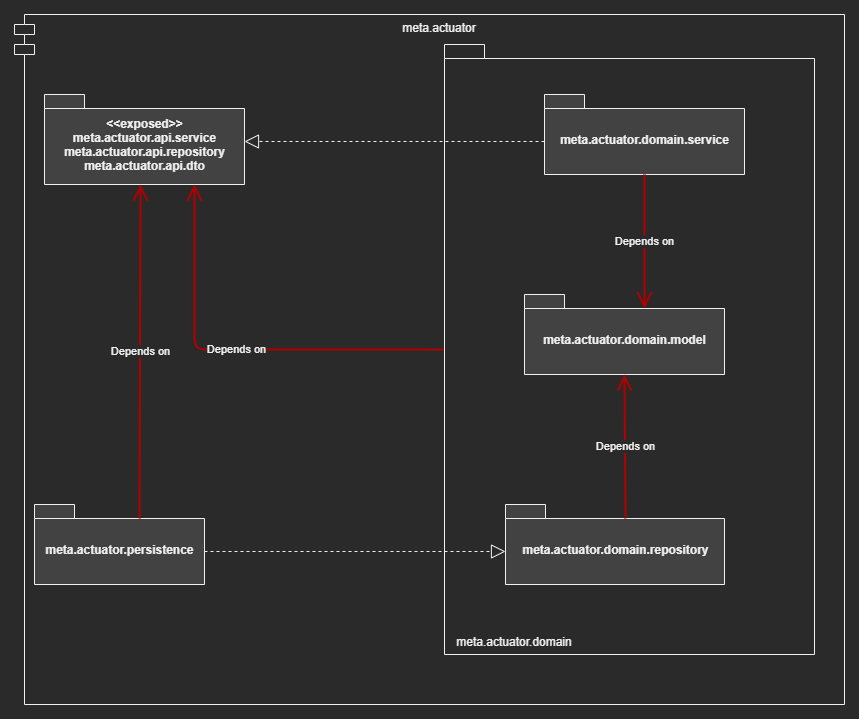 meta.actuator
<<exposed>>
meta.actuator.api.service
meta.actuator.api.repository
meta.actuator.api.dto
meta.actuator.domain.service
Depends on
meta.actuator.domain.model
Depends on
Depends on
Depends on
meta.actuator.persistence
meta.actuator.domain.repository
meta.actuator.domain